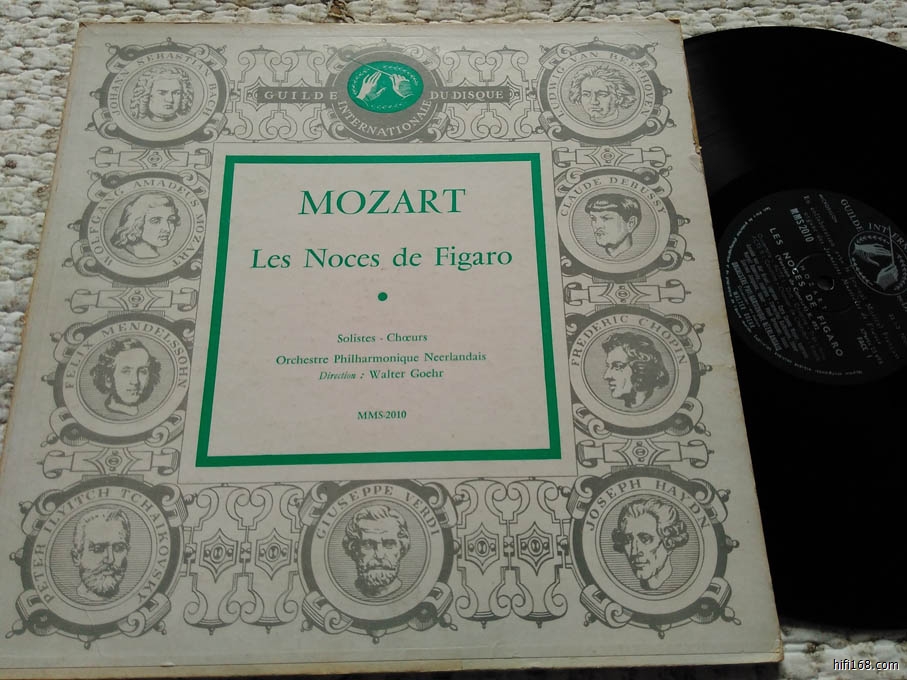 JOHANN SEBASTIAN BACH
GUILDE INTERNATIONALE DU DISQUE
LUDWIG VAN BEETHOVEN
WOLFGANG AMADEUS MOZART
CLAUDE DEBUSSY
FELIX MENDELSSOHN
FREDERIC CHOPIN
PETER ILYITCH TCHAIKOVSKY
GIUSEPPE VERDI
JOSEPH HAYDN
MOZART
Les Noces de Figaro
Solistes - Chœurs
Orchestre Philharmonique Neerlandais
Direction : Walter Goehr
MMS-2010
MMS 2010
LES NOCES DE FIGARO
hifi168.com